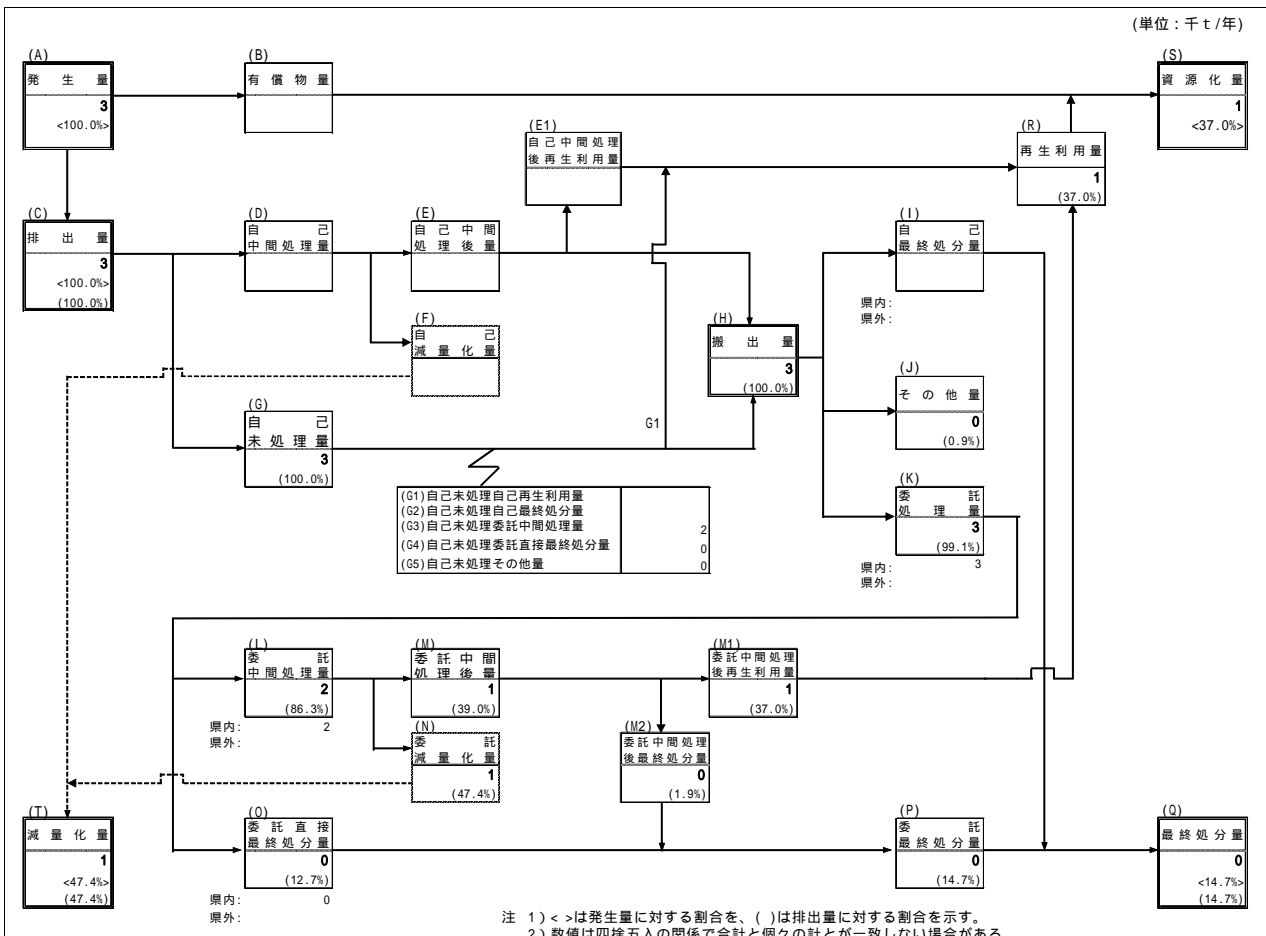 (単位：千ｔ/年)
(A)
発生量
3
<100.0%>
(B)
有償物量
(S)
資源化量
1
<37.0%>
(E1)
自己中間処理
後再生利用量
(R)
再生利用量
1
(37.0%)
(C)
排出量
3
<100.0%>
(100.0%)
(D)
自己
中間処理量
(E)
自己中間
処理後量
(I)
自己
最終処分量
県内:
県外:
(F)
自己
減量化量
(H)
搬出量
3
(100.0%)
(J)
その他量
0
(0.9%)
(G)
自己
未処理量
3
(100.0%)
G1
(G1)自己未処理自己再生利用量
(G2)自己未処理自己最終処分量
(G3)自己未処理委託中間処理量 2
(G4)自己未処理委託直接最終処分量 0
(G5)自己未処理その他量 0
(K)
委託
処理量
3
(99.1%)
県内: 3
県外:
(L)
委託
中間処理量
2
(86.3%)
県内: 2
県外:
(M)
委託中間
処理後量
1
(39.0%)
(M1)
委託中間処理
後再生利用量
1
(37.0%)
(N)
委託
減量化量
1
(47.4%)
(M2)
委託中間処理
後最終処分量
0
(1.9%)
(T)
減量化量
1
<47.4%>
(47.4%)
(O)
委託直接
最終処分量
0
(12.7%)
県内: 0
県外:
(P)
委託
最終処分量
0
(14.7%)
(Q)
最終処分量
0
<14.7%>
(14.7%)
注 1)< >は発生量に対する割合を、( )は排出量に対する割合を示す。
2)数値は四捨五入の関係で合計と個々の計とが一致しない場合がある